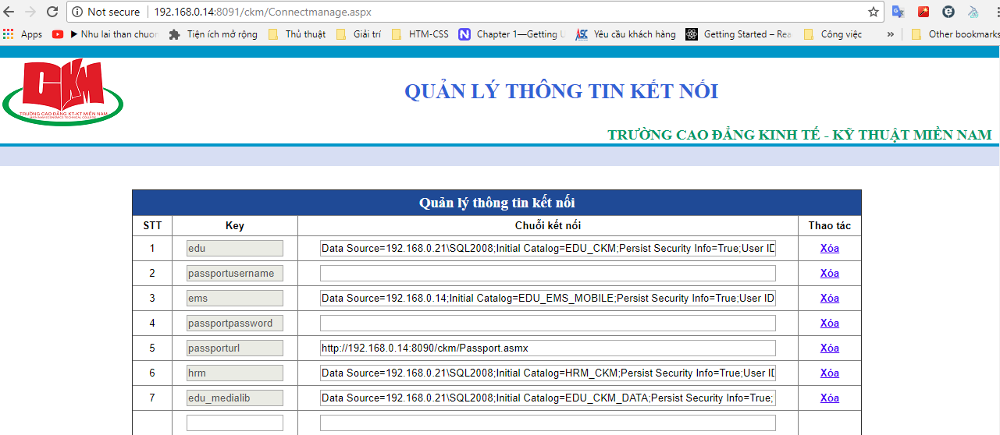 Not secure | 192.168.0.14:8091/ckm/Connectmanage.aspx
Apps ▶ Nhu lai than chuon Tiện ích mở rộng Thủ thuật Giải trí HTM-CSS Chapter 1—Getting U Yêu cầu khách hàng Getting Started – Rea Công việc » Other bookmarks
CKM
TRƯỜNG CAO ĐẲNG KT-KT MIỀN NAM
MIEN NAM ECONOMICS TECHNICAL COLLEGE
QUẢN LÝ THÔNG TIN KẾT NỐI
TRƯỜNG CAO ĐẲNG KINH TẾ - KỸ THUẬT MIỀN NAM
Quản lý thông tin kết nối
STT Key Chuỗi kết nối Thao tác
1 edu Data Source=192.168.0.21\SQL2008;Initial Catalog=EDU_CKM;Persist Security Info=True;User ID Xóa
2 passportusername Xóa
3 ems Data Source=192.168.0.14;Initial Catalog=EDU_EMS_MOBILE;Persist Security Info=True;User ID Xóa
4 passportpassword Xóa
5 passporturl http://192.168.0.14:8090/ckm/Passport.asmx Xóa
6 hrm Data Source=192.168.0.21\SQL2008;Initial Catalog=HRM_CKM;Persist Security Info=True;User ID Xóa
7 edu_medialib Data Source=192.168.0.21\SQL2008;Initial Catalog=EDU_CKM_DATA;Persist Security Info=True; Xóa